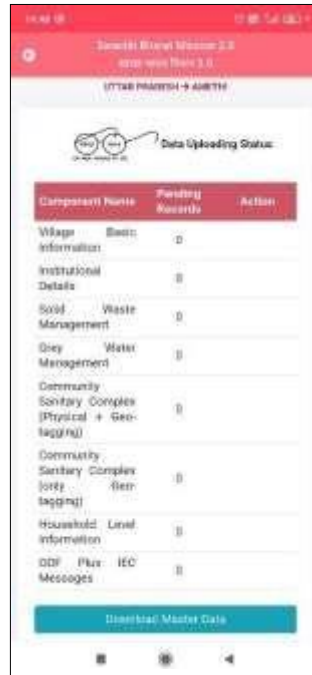 Swachh Bharat Mission 2.0
UTTAR PRADESH → AMETHI
Data Uploading Status
Component Name Pending Records Action
Village Basic Information 0
Institutional Details 0
Solid Waste Management 0
Grey Water Management 0
Community Sanitary Complex (Physical + Geo-tagging) 0
Community Sanitary Complex (only Geo-tagging) 0
Household Level Information 0
ODF Plus IEC Messages 0
Download Master Data